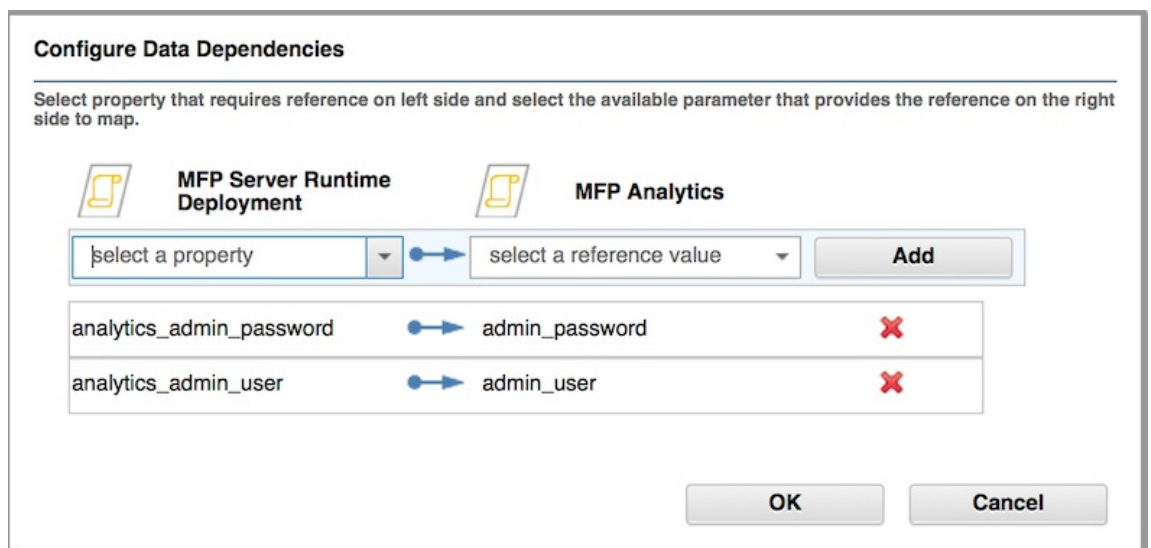 Configure Data Dependencies
Select property that requires reference on left side and select the available parameter that provides the reference on the right
side to map.
MFP Server Runtime
Deployment
MFP Analytics
select a property
select a reference value
Add
analytics_admin_password
admin_password
analytics_admin_user
admin_user
OK
Cancel